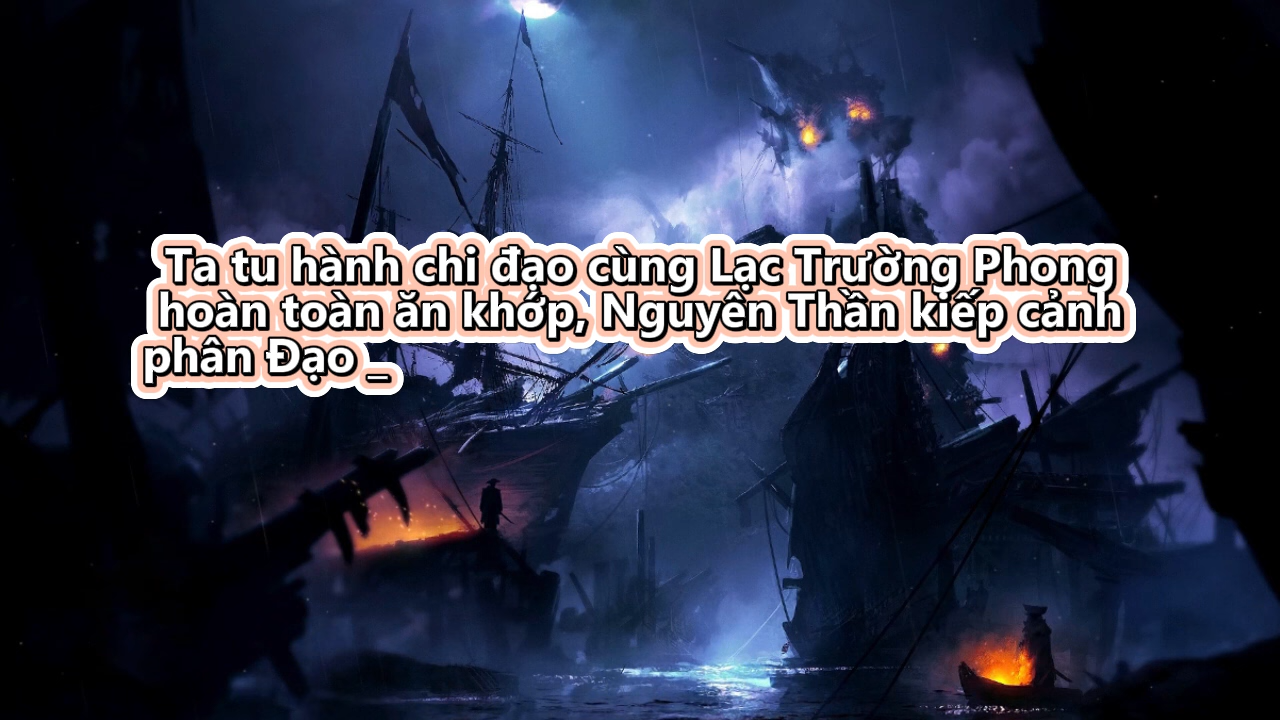 Ta tu hành chi đạo cùng Lạc Trường Phong
hoàn toàn ăn khớp, Nguyên Thần kiếp cảnh
phân Đạo _